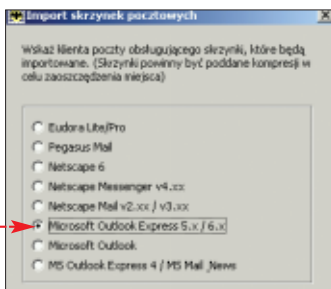 Import skrzynek pocztowych
Wskaż klienta poczty obsługującego skrzynki, które będą
importowane. (Skrzynki powinny być poddane kompresji w
celu zaoszczędzenia miejsca)
Eudora Lite/Pro
Pegasus Mail
Netscape 6
Netscape Messenger v4.xx
Netscape Mail v2.xx / v3.xx
Microsoft Outlook Express 5.x / 6.x
Microsoft Outlook
MS Outlook Express 4 / MS Mail_News